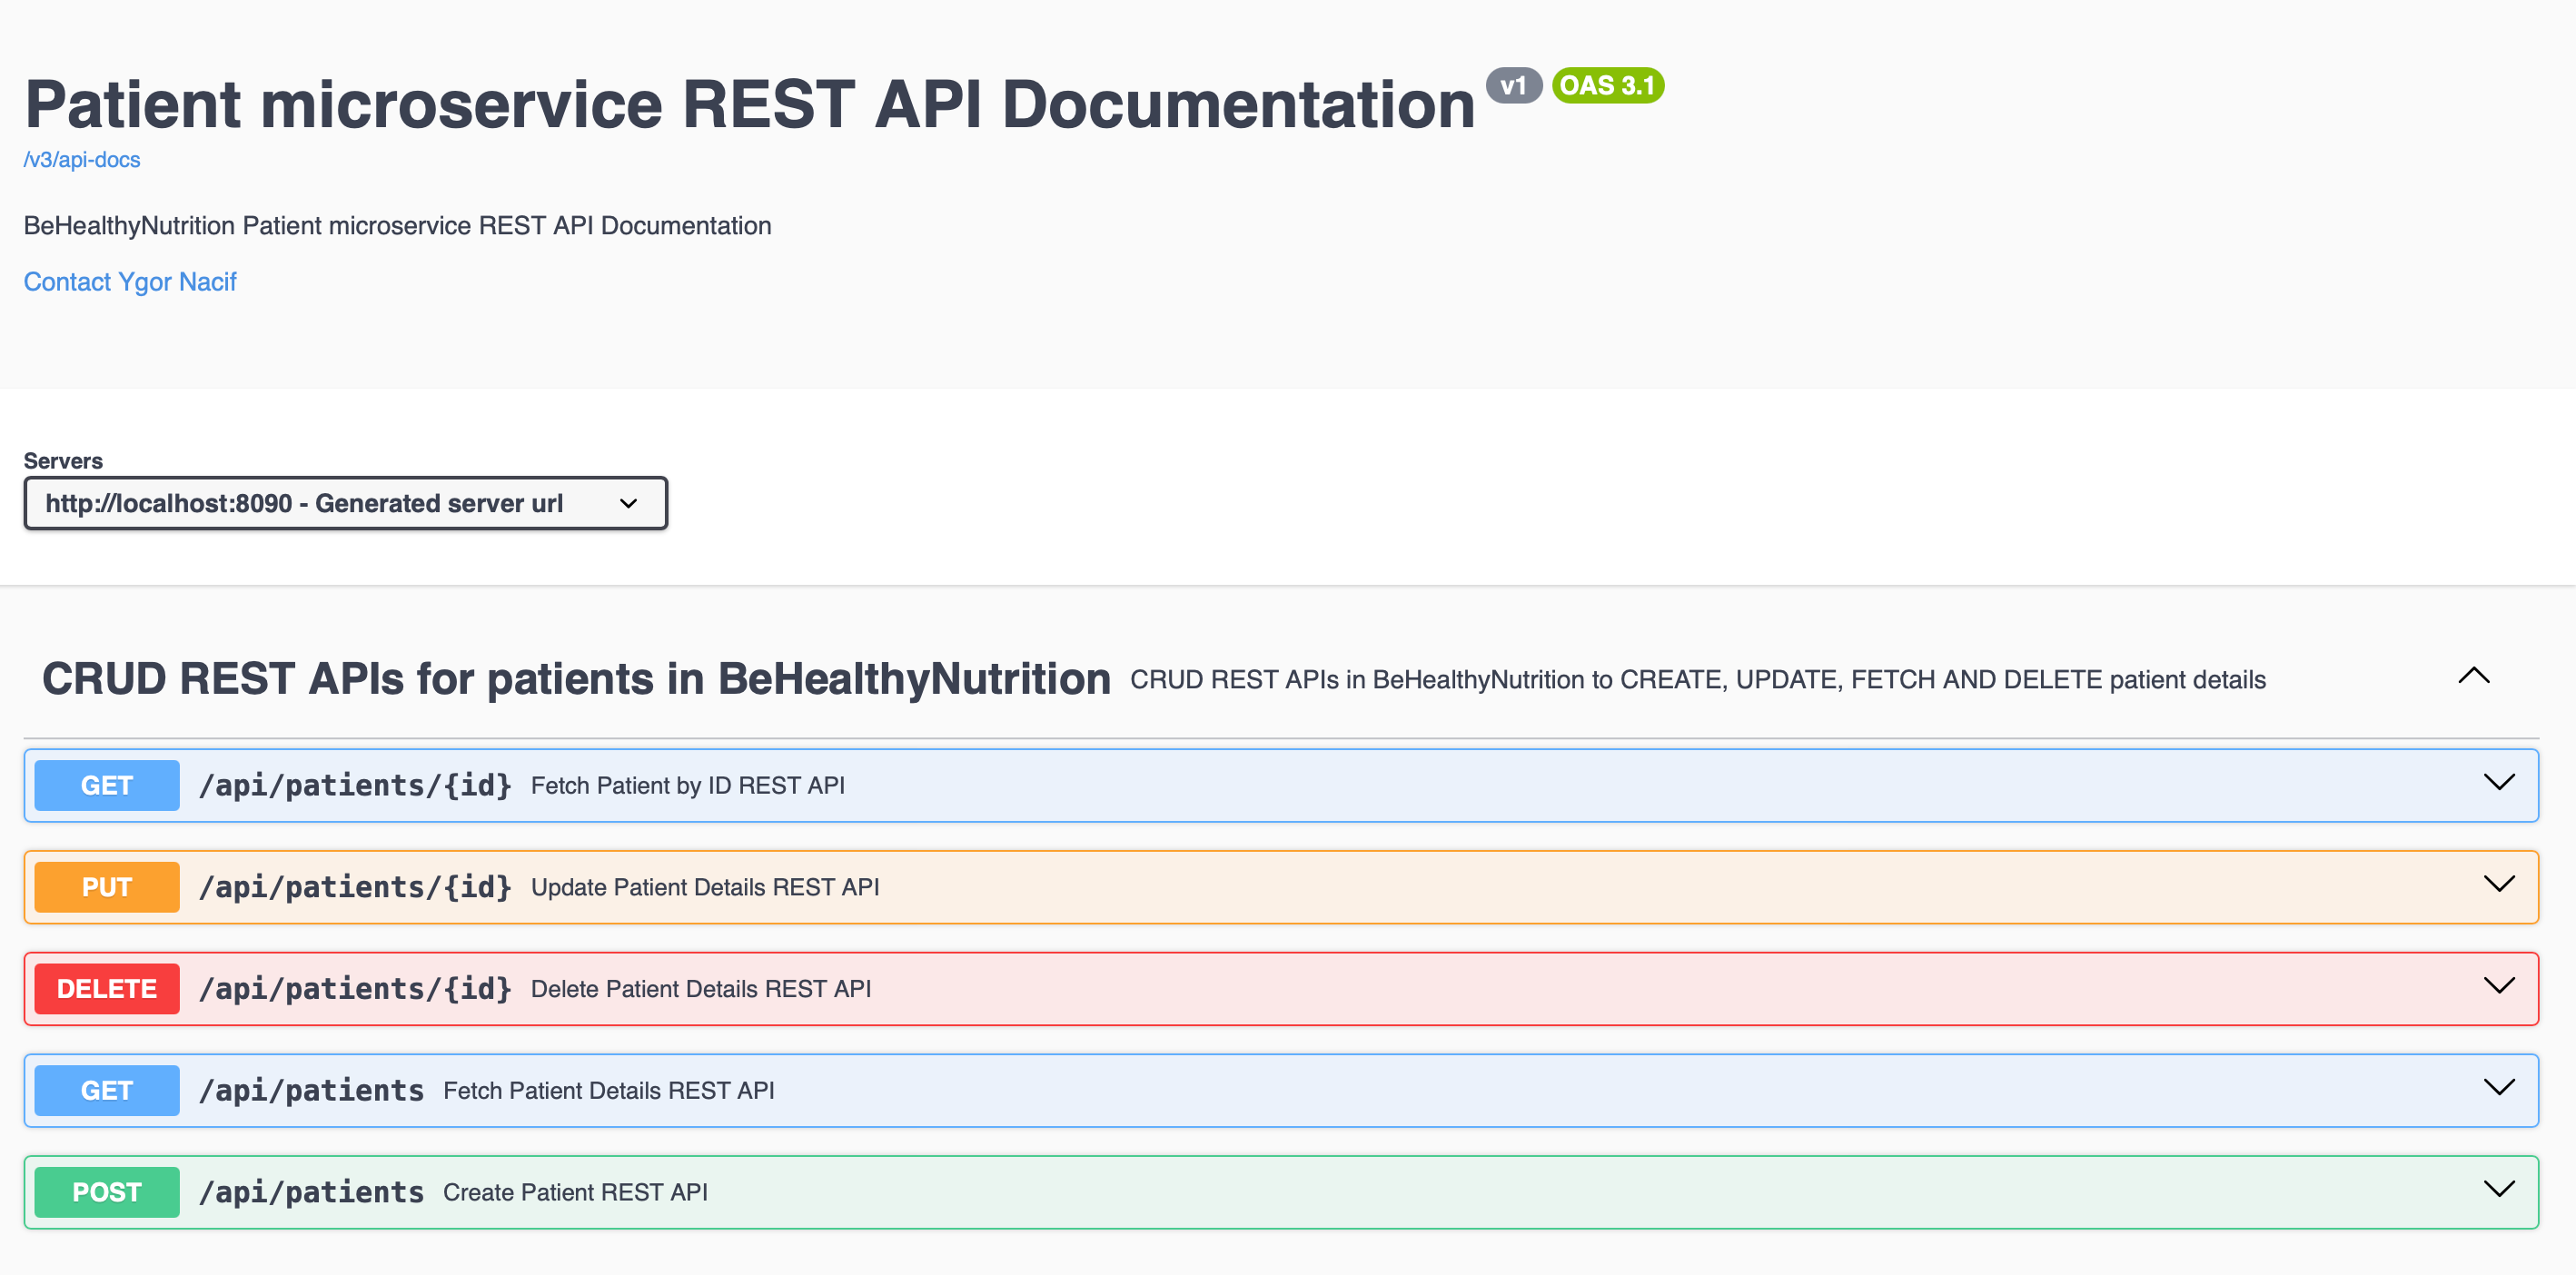 Patient microservice REST API Documentation v1 OAS 3.1
/v3/api-docs
BeHealthyNutrition Patient microservice REST API Documentation
Contact Ygor Nacif
Servers
http://localhost:8090 - Generated server url
CRUD REST APIs for patients in BeHealthyNutrition CRUD REST APIs in BeHealthyNutrition to CREATE, UPDATE, FETCH AND DELETE patient details
GET /api/patients/{id} Fetch Patient by ID REST API
PUT /api/patients/{id} Update Patient Details REST API
DELETE /api/patients/{id} Delete Patient Details REST API
GET /api/patients Fetch Patient Details REST API
POST /api/patients Create Patient REST API